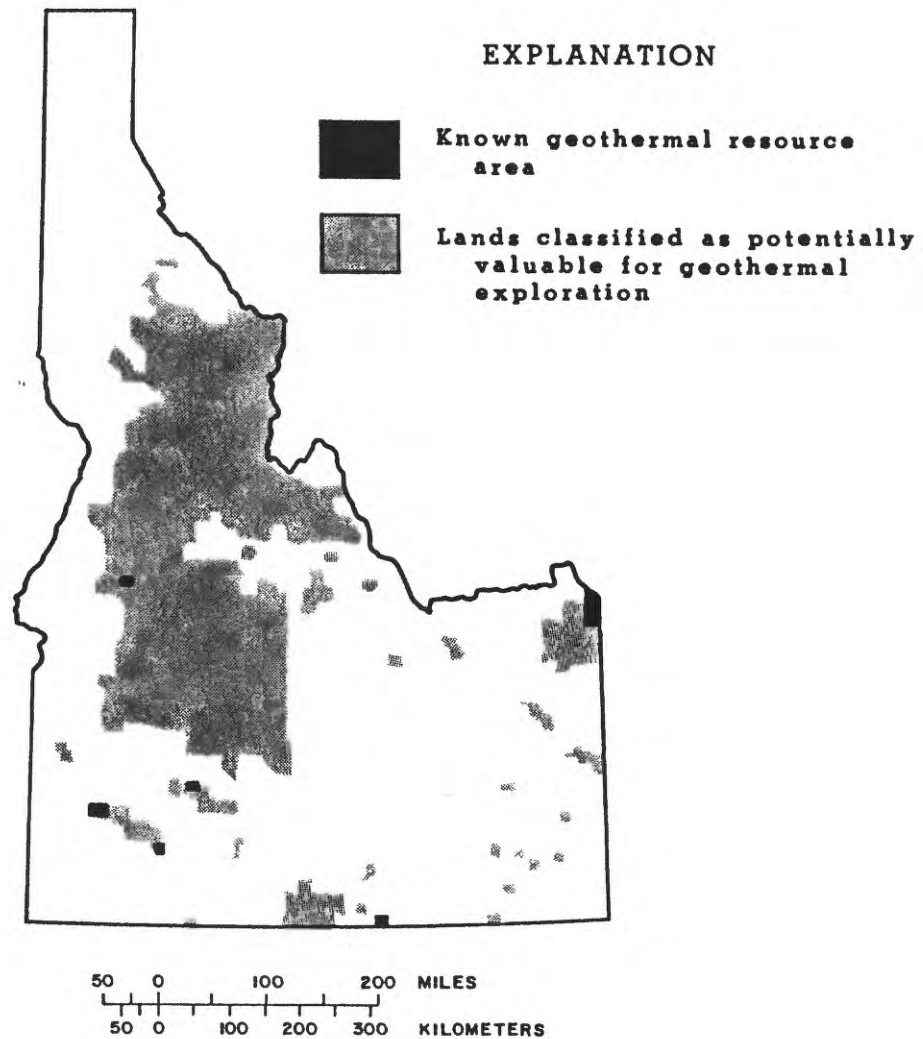 EXPLANATION
Known geothermal resource
area
Lands classified as potentially
valuable for geothermal
exploration
50 0 100 200 MILES
50 0 100 200 300 KILOMETERS